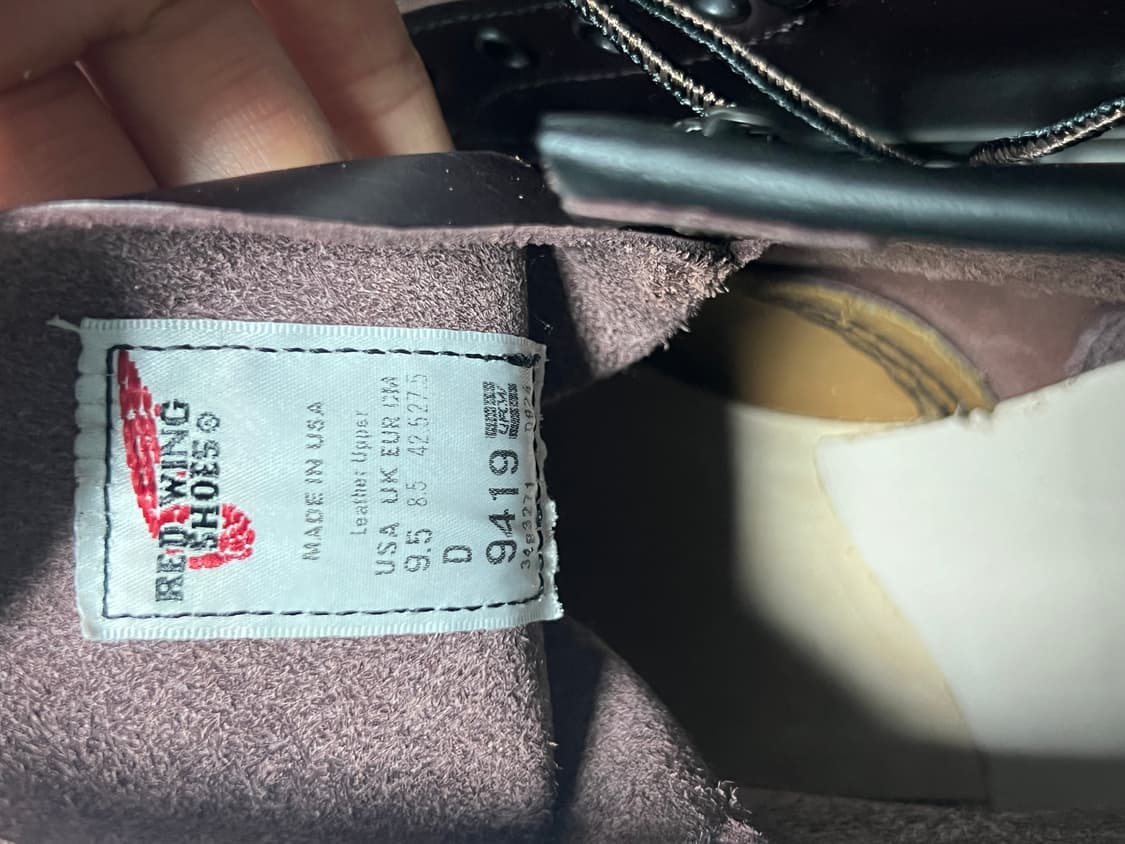 RED WING
SHOES®
MADE IN USA
Leather Upper
USA UK EUR CM
9.5 8.5 42.5 27.5
D
9419